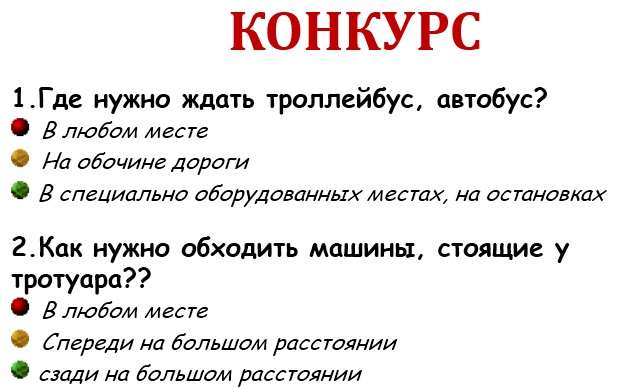 КОНКУРС
1.Где нужно ждать троллейбус, автобус?
В любом месте
На обочине дороги
В специально оборудованных местах, на остановках
2.Как нужно обходить машины, стоящие у
тротуара??
В любом месте
Спереди на большом расстоянии
сзади на большом расстоянии